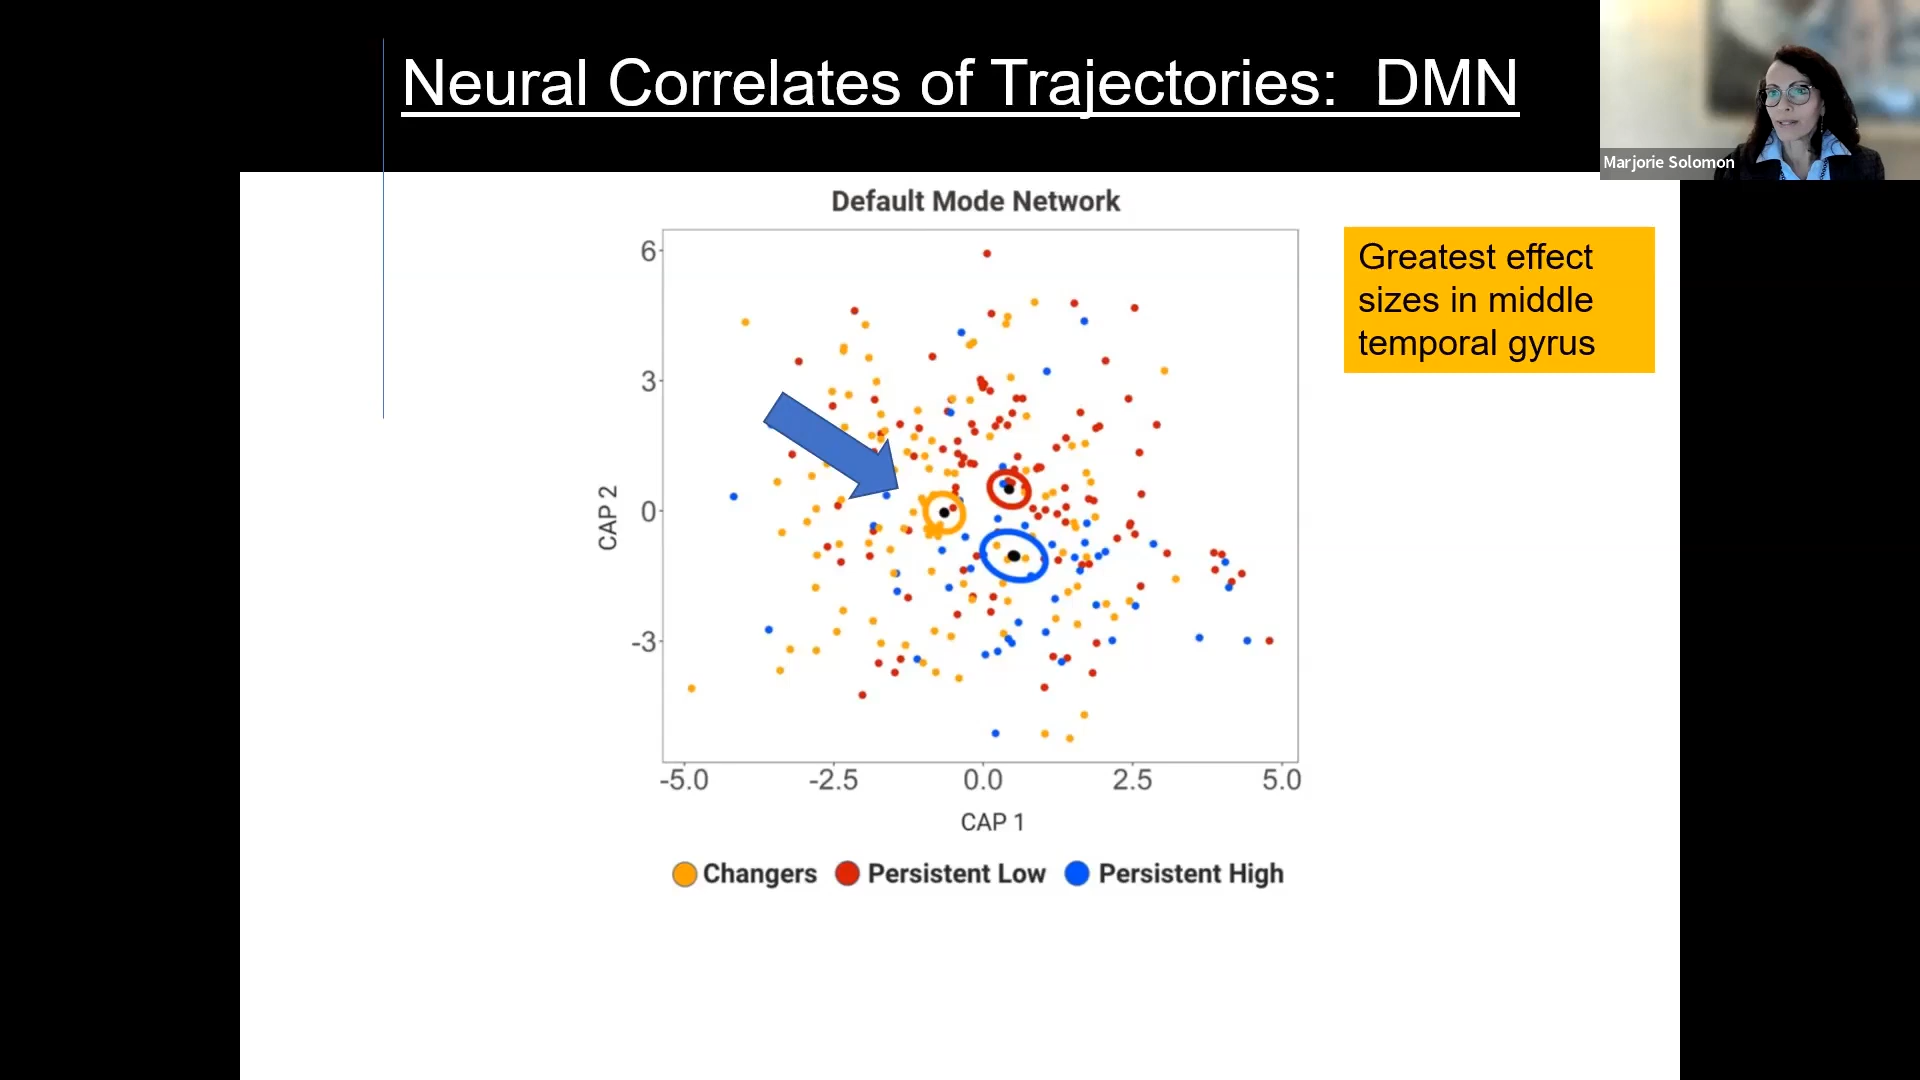 Neural Correlates of Trajectories: DMN
Marjorie Solomon
Default Mode Network
Greatest effect
sizes in middle
temporal gyrus
6
3
0
-3
CAP 2
-5.0 -2.5 0.0 2.5 5.0
CAP 1
Changers Persistent Low Persistent High